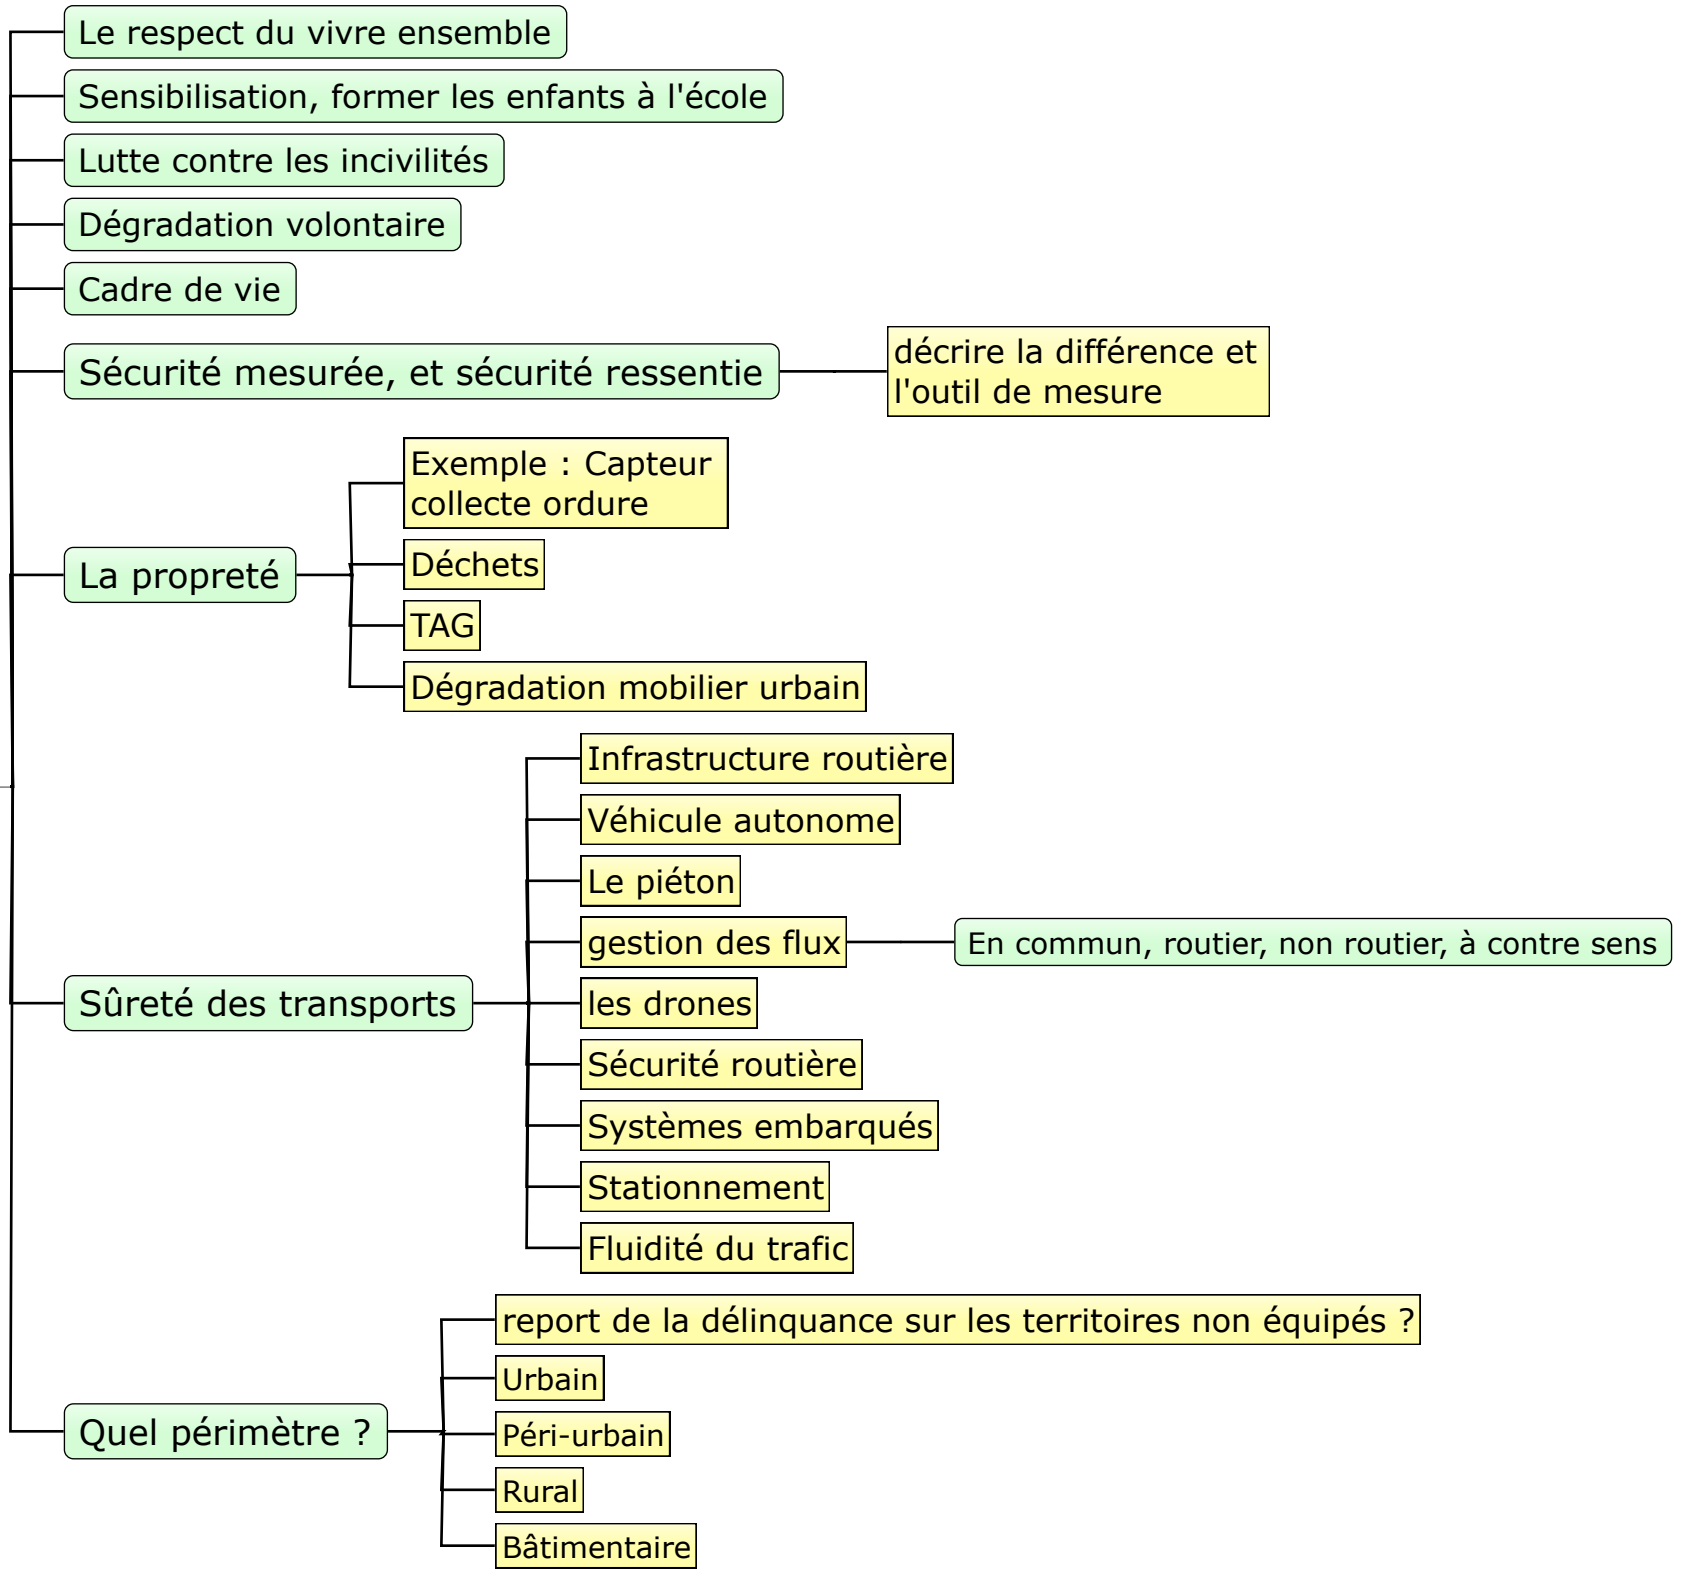 Le respect du vivre ensemble
Sensibilisation, former les enfants à l'école
Lutte contre les incivilités
Dégradation volontaire
Cadre de vie
Sécurité mesurée, et sécurité ressentie
décrire la différence et
l'outil de mesure
La propreté
Exemple : Capteur
collecte ordure
Déchets
TAG
Dégradation mobilier urbain
Sûreté des transports
Infrastructure routière
Véhicule autonome
Le piéton
gestion des flux
En commun, routier, non routier, à contre sens
les drones
Sécurité routière
Systèmes embarqués
Stationnement
Fluidité du trafic
Quel périmètre ?
report de la délinquance sur les territoires non équipés ?
Urbain
Péri-urbain
Rural
Bâtimentaire